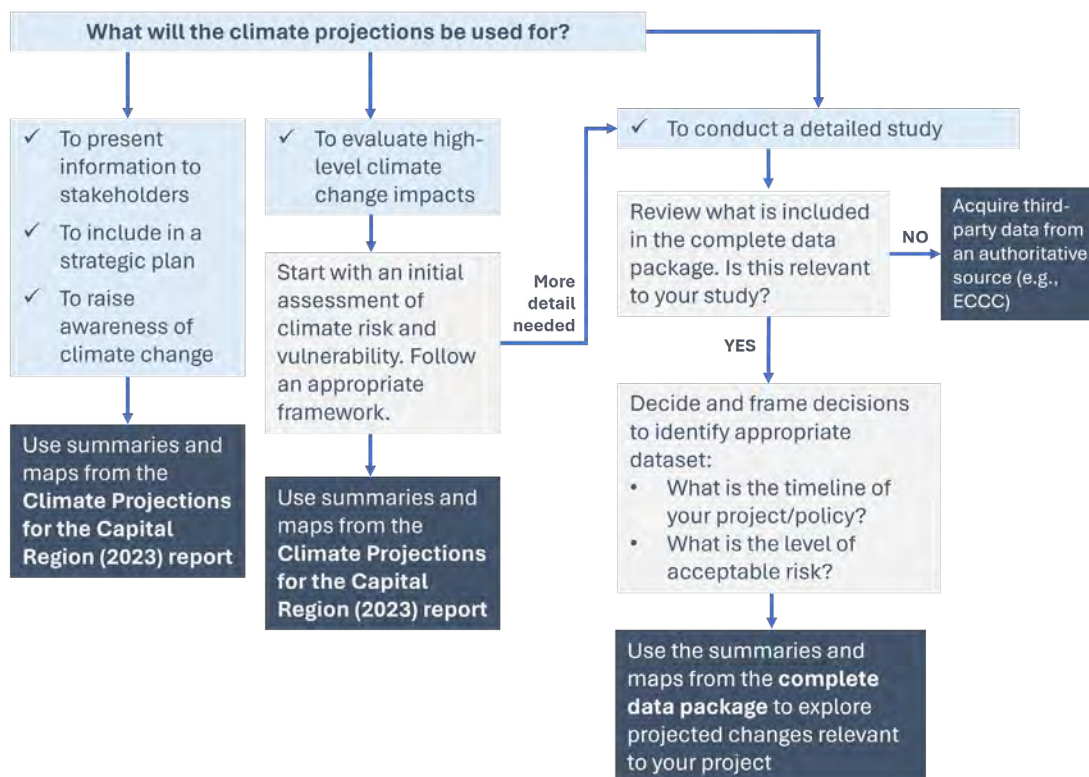 What will the climate projections be used for?
✓ To present
information to
stakeholders
✓ To include in a
strategic plan
✓ To raise
awareness of
climate change
Use summaries and
maps from the
Climate Projections
for the Capital
Region (2023) report
✓ To evaluate high-
level climate
change impacts
Start with an initial
assessment of
climate risk and
vulnerability. Follow
an appropriate
framework.
Use summaries and
maps from the
Climate Projections
for the Capital
Region (2023) report
More
detail
needed
✓ To conduct a detailed study
Review what is included
in the complete data
package. Is this relevant
to your study?
NO
Acquire third-
party data from
an authoritative
source (e.g.,
ECCC)
YES
Decide and frame decisions
to identify appropriate
dataset:
• What is the timeline of
your project/policy?
• What is the level of
acceptable risk?
Use the summaries and
maps from the complete
data package to explore
projected changes relevant
to your project